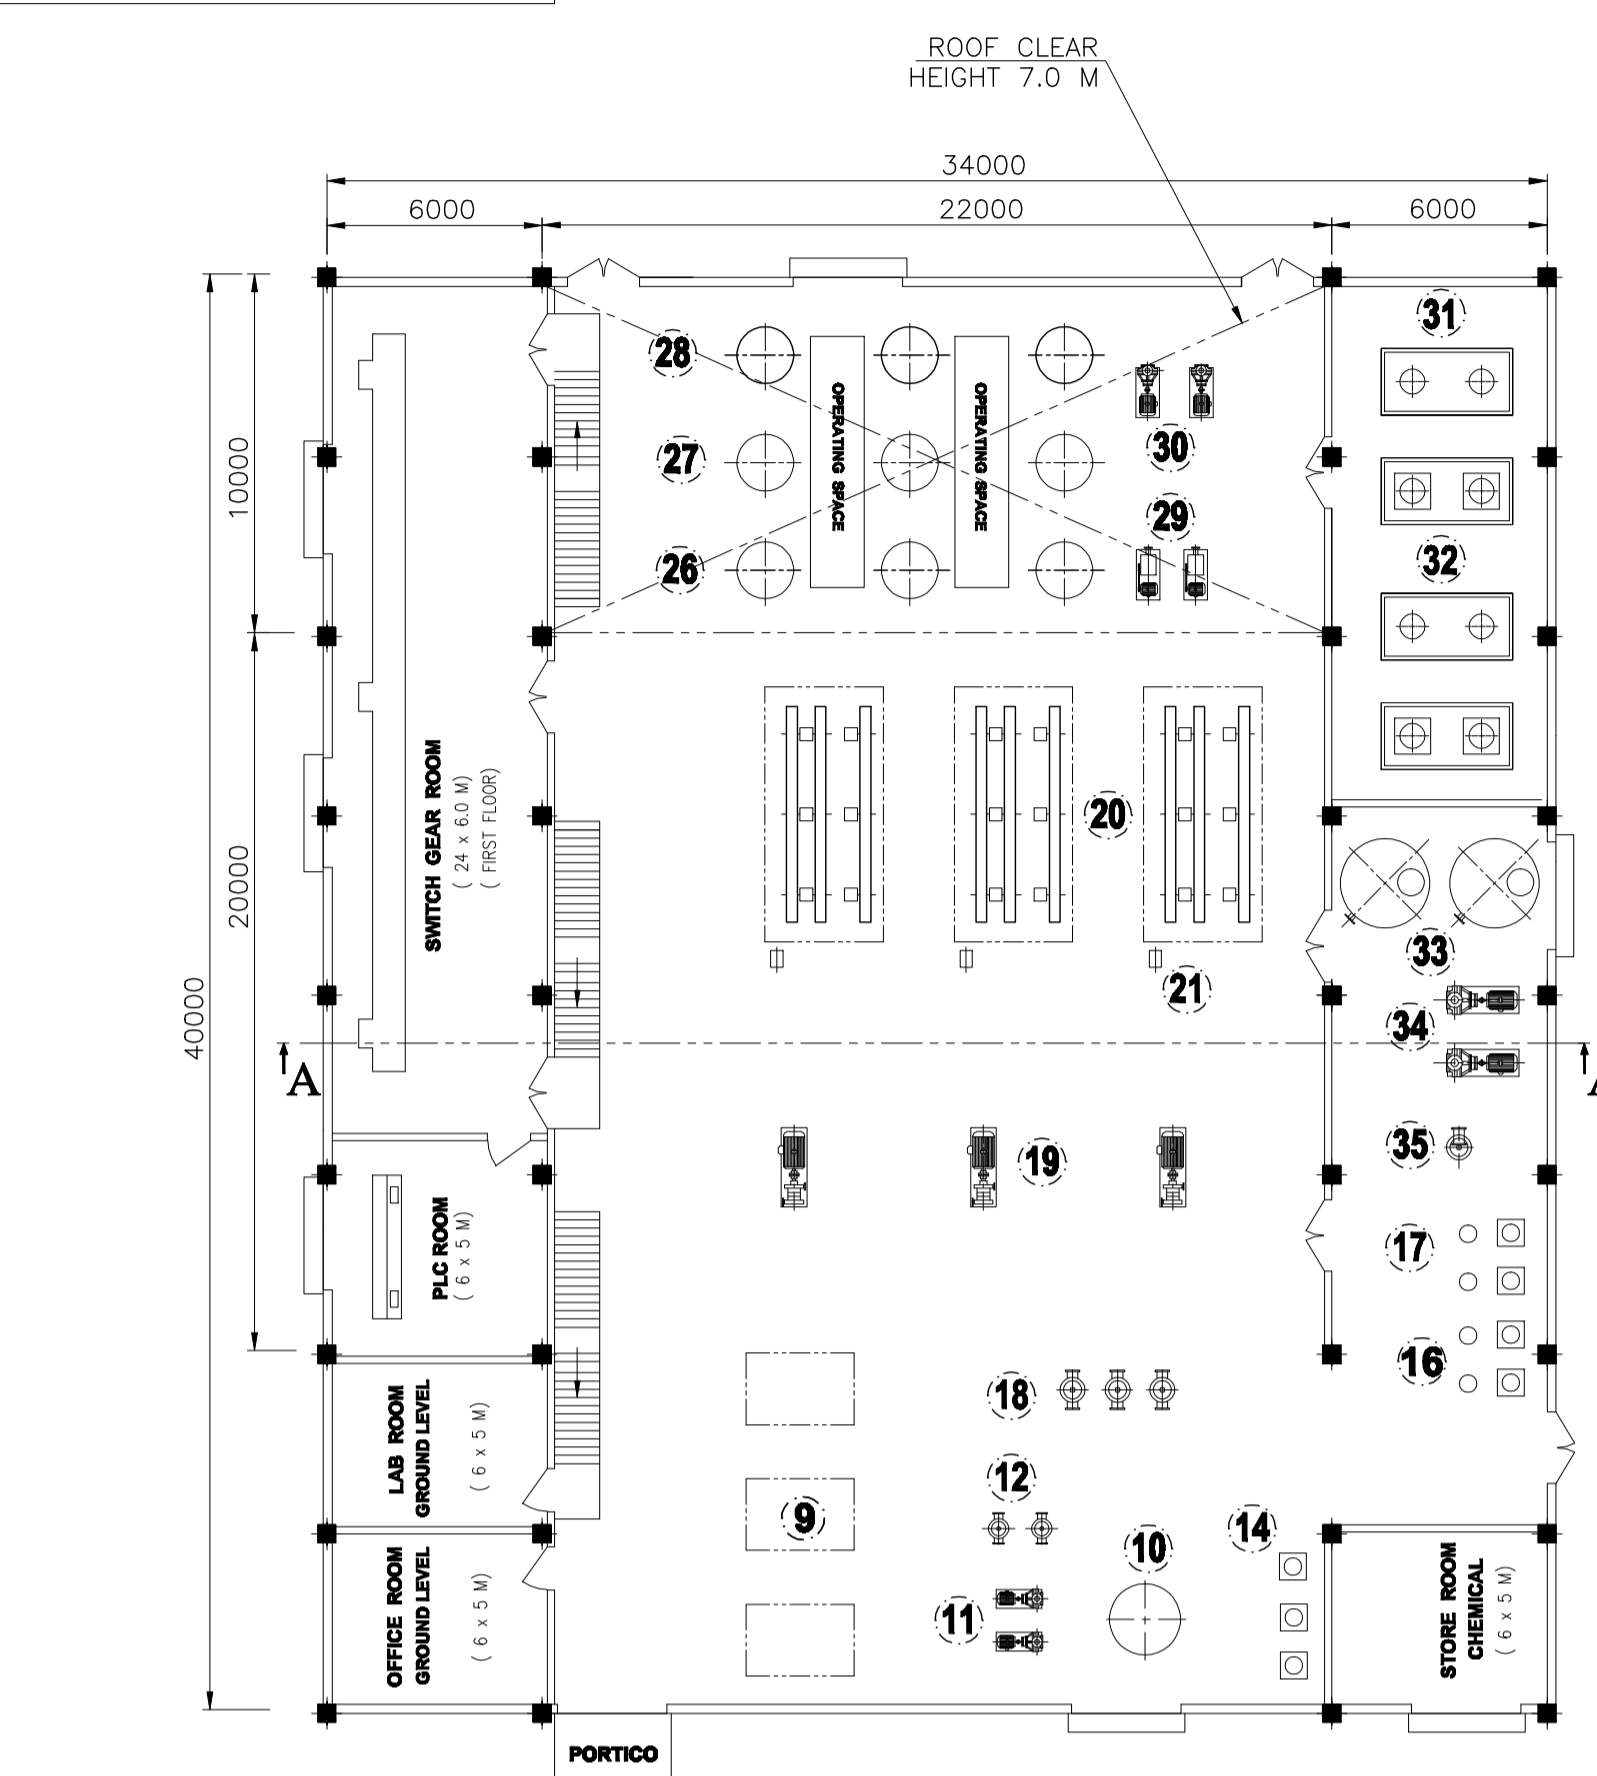 ROOF CLEAR
HEIGHT 7.0 M
34000
6000
22000
6000
10000
20000
40000
31
28
27
26
OPERATING SPACE
OPERATING SPACE
30
29
32
SWITCH GEAR ROOM
( 24 x 6.0 M)
( FIRST FLOOR)
20
21
33
34
A
35
19
PLC ROOM
( 6 x 5 M)
17
16
18
LAB ROOM
GROUND LEVEL
( 6 x 5 M)
12
9
14
10
11
OFFICE ROOM
GROUND LEVEL
( 6 x 5 M)
STORE ROOM
CHEMICAL
( 6 x 5 M)
PORTICO